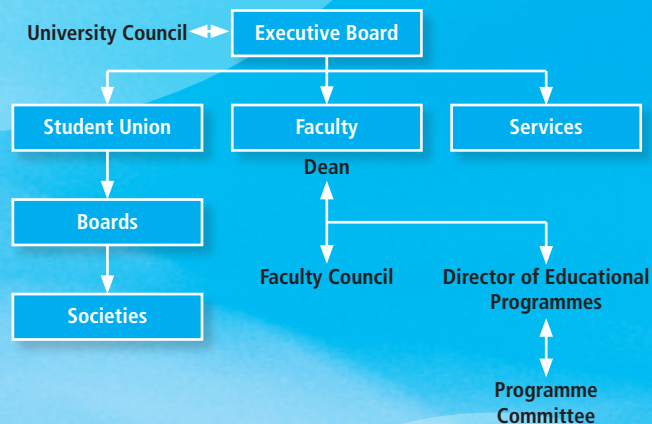 University Council
Executive Board
Student Union
Faculty
Services
Dean
Boards
Faculty Council
Director of Educational
Programmes
Societies
Programme
Committee